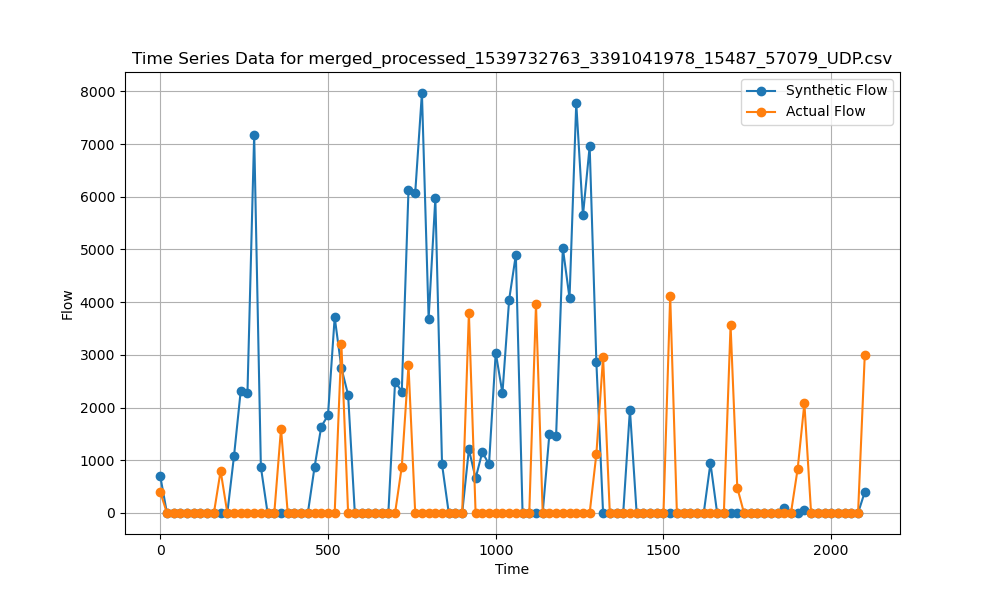 Time Series Data for merged_processed_1539732763_3391041978_15487_57079_UDP.csv
Synthetic Flow
Actual Flow
8000
7000
6000
5000
4000
3000
2000
1000
0
Flow
0 500 1000 1500 2000
Time